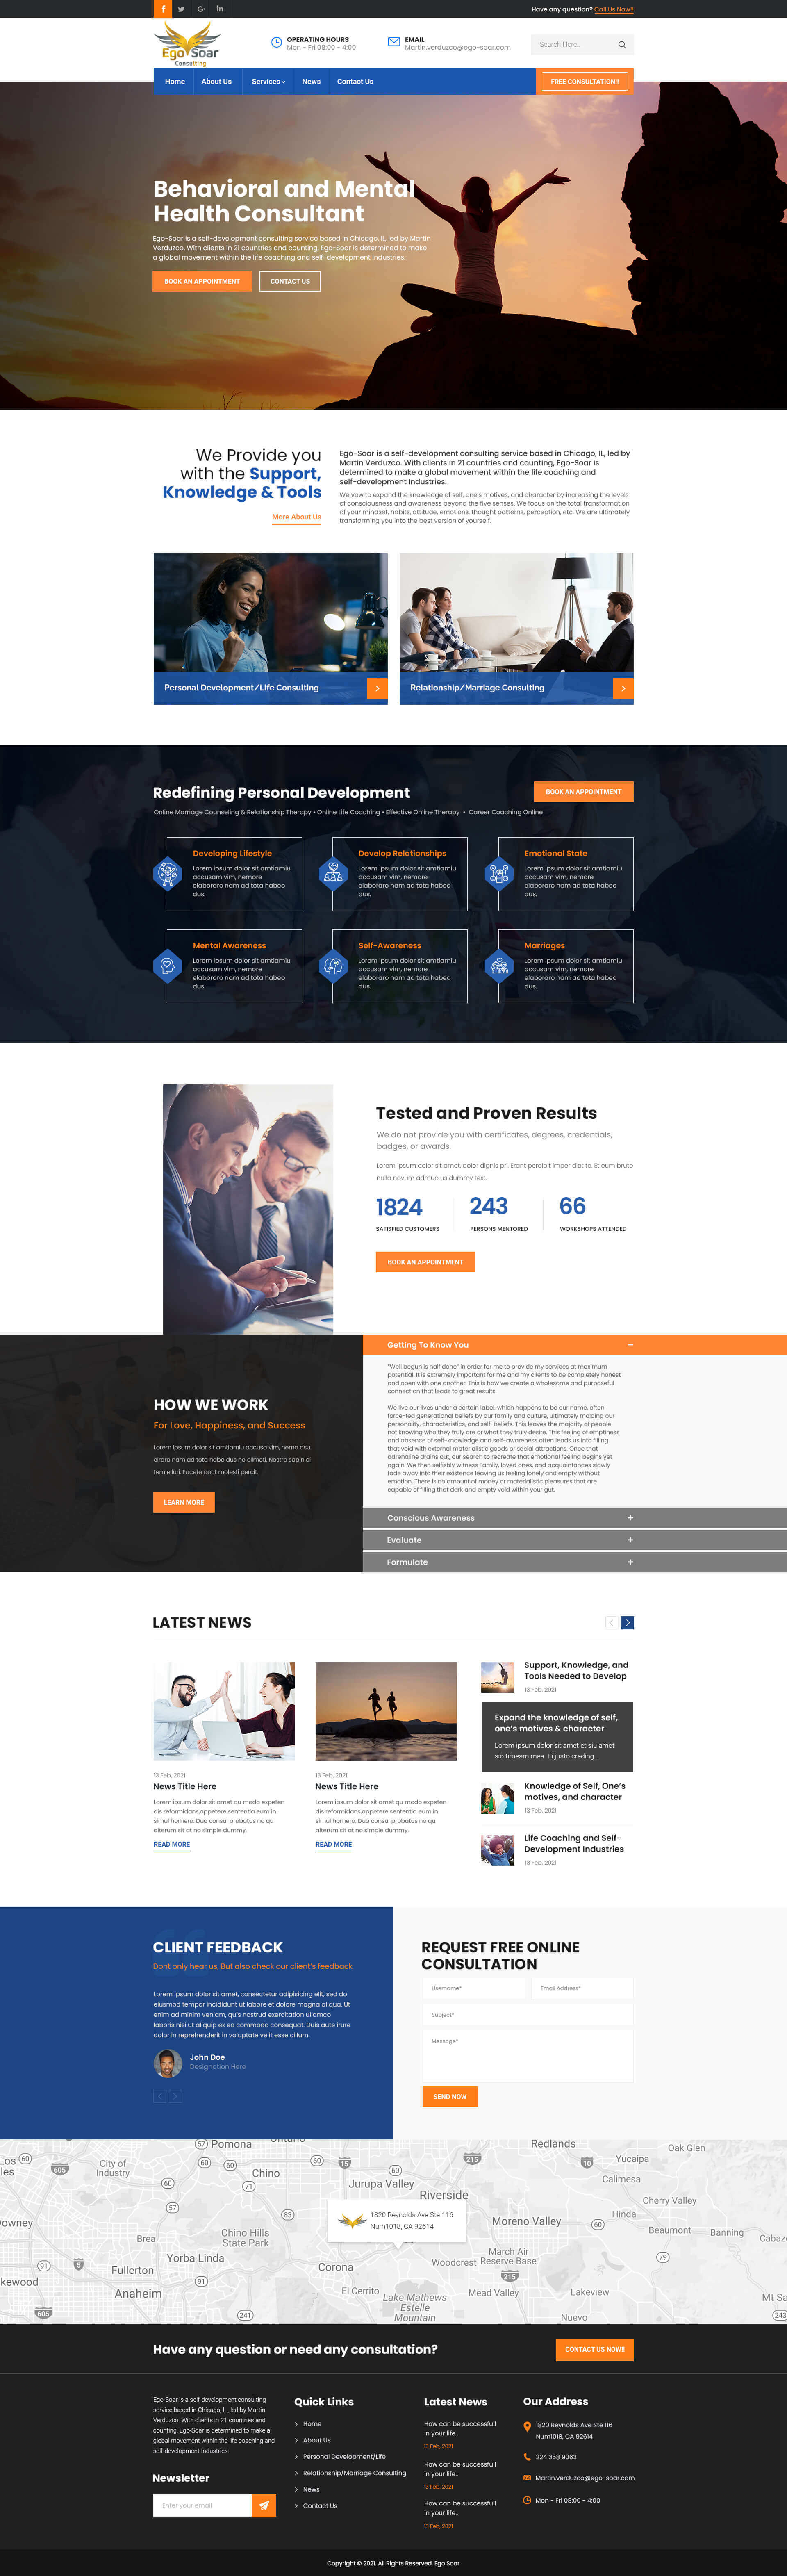 Have any question? Call Us Now!!
Ego Soar
Consulting
OPERATING HOURS
Mon - Fri 08:00 - 4:00
EMAIL
Martin.verduzco@ego-soar.com
Search Here..
Home
About Us
Services
News
Contact Us
FREE CONSULTATION!!
Behavioral and Mental
Health Consultant
Ego-Soar is a self-development consulting service based in Chicago, IL, led by Martin
Verduzco. With clients in 21 countries and counting, Ego-Soar is determined to make
a global movement within the life coaching and self-development Industries.
BOOK AN APPOINTMENT
CONTACT US
We Provide you
with the Support,
Knowledge & Tools
More About Us
Ego-Soar is a self-development consulting service based in Chicago, IL, led by
Martin Verduzco. With clients in 21 countries and counting, Ego-Soar is
determined to make a global movement within the life coaching and
self-development Industries.
We vow to expand the knowledge of self, one's motives, and character by increasing the levels
of consciousness and awareness beyond the five senses. We focus on the total transformation
of your mindset, habits, attitude, emotions, thought patterns, perception, etc. We are ultimately
transforming you into the best version of yourself.
Personal Development/Life Consulting
Relationship/Marriage Consulting
Redefining Personal Development
BOOK AN APPOINTMENT
Online Marriage Counseling & Relationship Therapy • Online Life Coaching • Effective Online Therapy • Career Coaching Online
Developing Lifestyle
Lorem ipsum dolor sit amtiamiu
accusam vim, nemore
elaboraro nam ad tota habeo
dus.
Develop Relationships
Lorem ipsum dolor sit amtiamiu
accusam vim, nemore
elaboraro nam ad tota habeo
dus.
Emotional State
Lorem ipsum dolor sit amtiamiu
accusam vim, nemore
elaboraro nam ad tota habeo
dus.
Mental Awareness
Lorem ipsum dolor sit amtiamiu
accusam vim, nemore
elaboraro nam ad tota habeo
dus.
Self-Awareness
Lorem ipsum dolor sit amtiamiu
accusam vim, nemore
elaboraro nam ad tota habeo
dus.
Marriages
Lorem ipsum dolor sit amtiamiu
accusam vim, nemore
elaboraro nam ad tota habeo
dus.
Tested and Proven Results
We do not provide you with certificates, degrees, credentials,
badges, or awards.
Lorem ipsum dolor sit amet, dolor dignis pri. Erant percipit imper diet te. Et eum brute
nulla novum admau us dummy text.
1824
SATISFIED CUSTOMERS
243
PERSONS MENTORED
66
WORKSHOPS ATTENDED
BOOK AN APPOINTMENT
HOW WE WORK
For Love, Happiness, and Success
Lorem ipsum dolor sit amtiamiu accusa vim, nemo dsu
elraro nam ad tota habo dus no elimoti. Nostro sapin ei
tem ellurl. Facete doct molesti percit.
LEARN MORE
Getting To Know You
"Well begun is half done" in order for me to provide my services at maximum
potential. It is extremely important for me and my clients to be completely honest
and open with one another. This is how we create a wholesome and purposeful
connection that leads to great results.
We live our lives under a certain label, which happens to be our name, often
force-fed generational beliefs by our family and culture, ultimately molding our
personality, characteristics, and self-beliefs. This leaves the majority of people
not knowing who they truly are or what they truly desire. This feeling of emptiness
and absence of self-knowledge and self-awareness often leads us into filling
that void with external materialistic goods or social attractions. Once that
adrenaline drains out, our search to recreate that emotional feeling begins yet
again. We then selfishly witness Family, loved ones, and acquaintances slowly
fade away into their existence leaving us feeling lonely and empty without
emotion. There is no amount of money or materialistic pleasures that are
capable of filling that dark and empty void within your gut.
Conscious Awareness
Evaluate
Formulate
LATEST NEWS
13 Feb, 2021
News Title Here
Lorem ipsum dolor sit amet qu modo expeten
dis reformidans,appetere sententia eum in
simul homero. Duo consul probatus no qu
alterum sit at no simple dummy.
READ MORE
13 Feb, 2021
News Title Here
Lorem ipsum dolor sit amet qu modo expeten
dis reformidans,appetere sententia eum in
simul homero. Duo consul probatus no qu
alterum sit at no simple dummy.
READ MORE
Support, Knowledge, and
Tools Needed to Develop
13 Feb, 2021
Expand the knowledge of self,
one's motives & character
Lorem ipsum dolor sit amet et siu amet
sio timeam mea Ei justo creding...
Knowledge of Self, One's
motives, and character
13 Feb, 2021
Life Coaching and Self-
Development Industries
13 Feb, 2021
CLIENT FEEDBACK
Dont only hear us, But also check our client's feedback
Lorem ipsum dolor sit amet, consectetur adipisicing elit, sed do
eiusmod tempor incididunt ut labore et dolore magna aliqua. Ut
enim ad minim veniam, quis nostrud exercitation ullamco
laboris nisi ut aliquip ex ea commodo consequat. Duis aute irure
dolor in reprehenderit in voluptate velit esse cillum.
John Doe
Designation Here
REQUEST FREE ONLINE
CONSULTATION
Username*
Email Address*
Subject*
Message*
SEND NOW
Pomona
Ontario
Redlands
Oak Glen
Los
City of
Industry
Chino
Jurupa Valley
Riverside
Yucaipa
Calimesa
Cherry Valley
Downey
Brea
Chino Hills
State Park
1820 Reynolds Ave Ste 116
Num1018, CA 92614
Moreno Valley
Hinda
Beaumont
Banning
Yorba Linda
Fullerton
Corona
Woodcrest
March Air
Reserve Base
Anaheim
El Cerrito
Lake Mathews
Estelle
Mountain
Mead Valley
Lakeview
Nuevo
Have any question or need any consultation?
CONTACT US NOW!!
Ego-Soar is a self-development consulting
service based in Chicago, IL, led by Martin
Verduzco. With clients in 21 countries and
counting, Ego-Soar is determined to make a
global movement within the life coaching and
self-development Industries.
Newsletter
Enter your email
Quick Links
Home
About Us
Personal Development/Life
Relationship/Marriage Consulting
News
Contact Us
Latest News
How can be successfull
in your life..
13 Feb, 2021
How can be successfull
in your life..
13 Feb, 2021
How can be successfull
in your life..
13 Feb, 2021
Our Address
1820 Reynolds Ave Ste 116
Num1018, CA 92614
224 358 9063
Martin.verduzco@ego-soar.com
Mon - Fri 08:00 - 4:00
Copyright © 2021. All Rights Reserved. Ego Soar